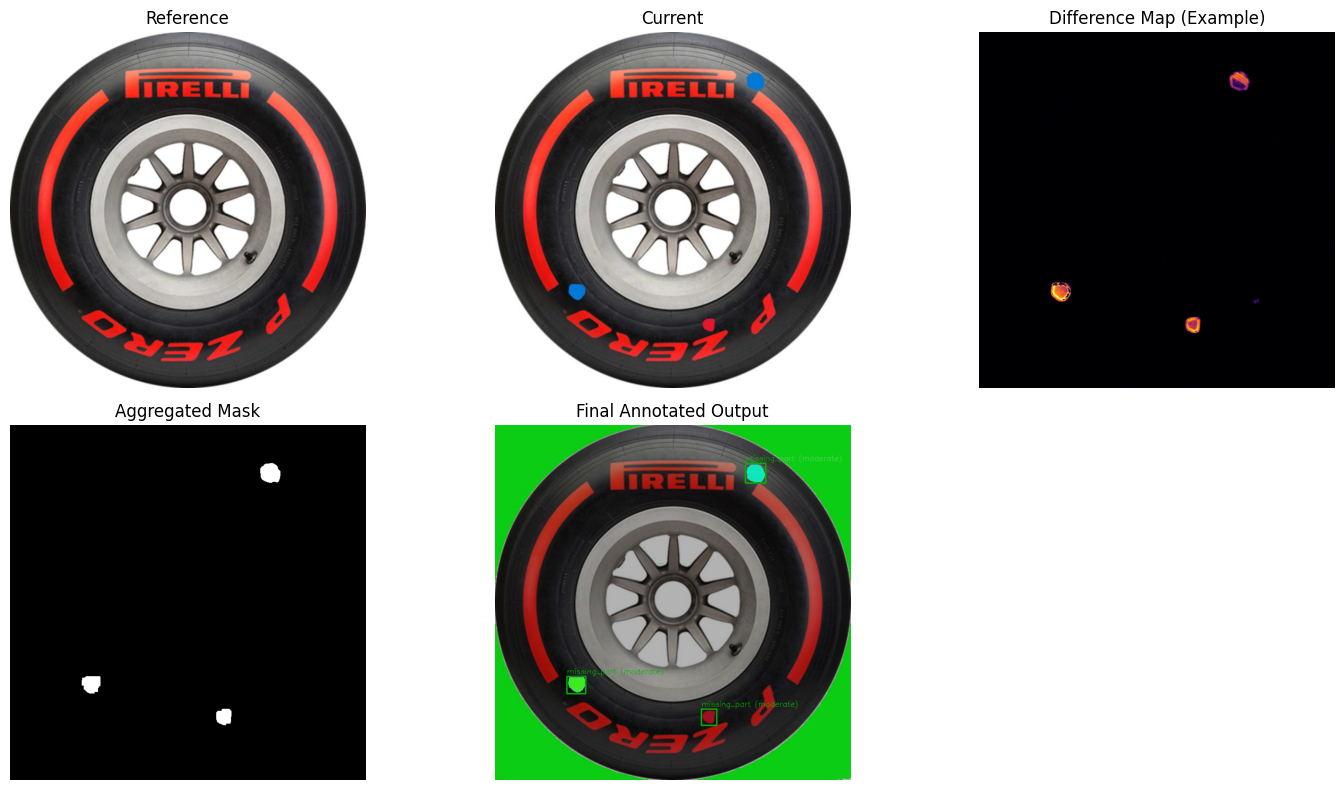 Reference
Current
Difference Map (Example)
PIRELLI
P ZERO
PIRELLI
P ZERO
Aggregated Mask
Final Annotated Output
missing_part (moderate)
PIRELLI
missing_part (moderate)
missing_part (moderate)
P ZERO